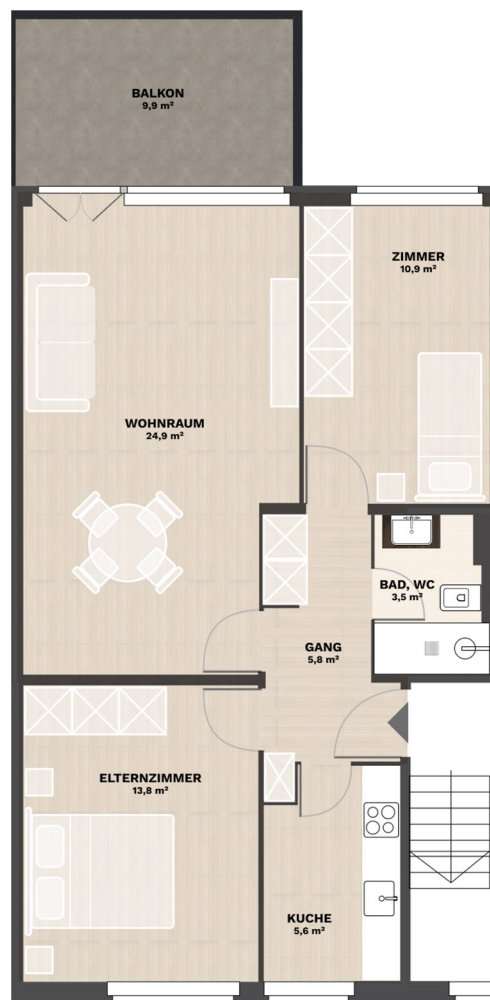 BALKON
9,9 m²
ZIMMER
10,9 m²
WOHNRAUM
24,9 m²
BAD, WC
3,5 m²
GANG
5,8 m²
ELTERNZIMMER
13,8 m²
KUCHE
5,6 m²